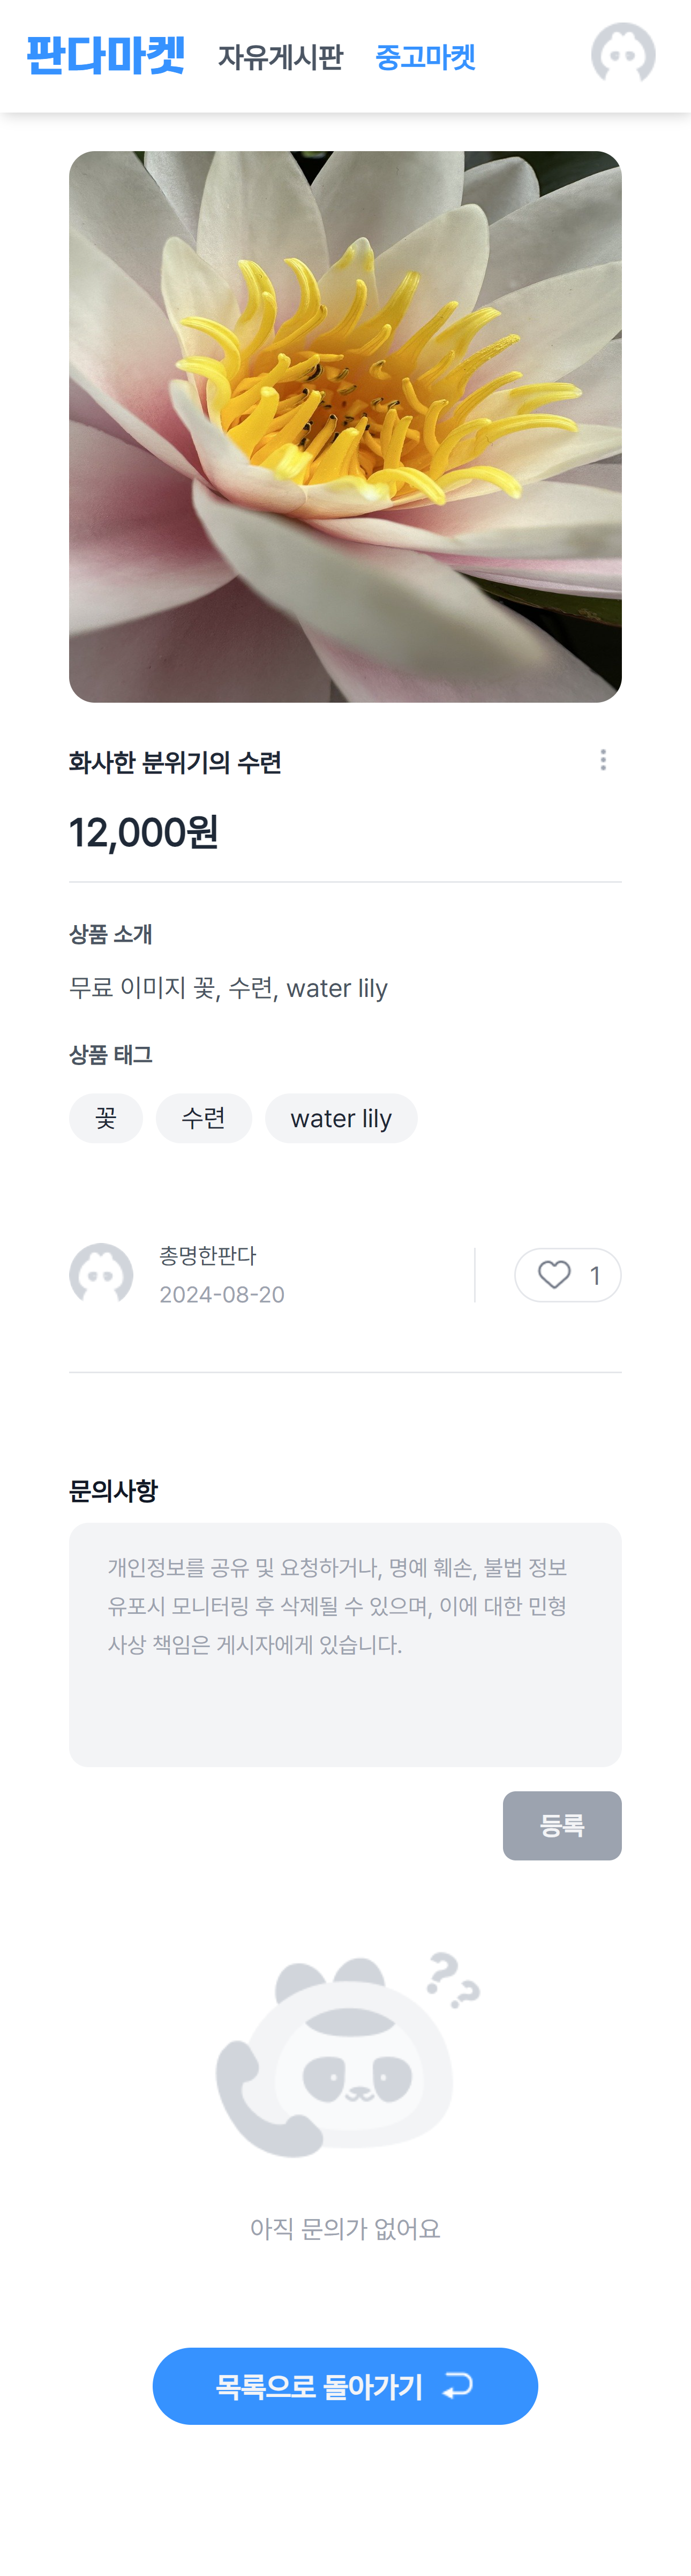 판다마켓 자유게시판 중고마켓
화사한 분위기의 수련
12,000원
상품 소개
무료 이미지 꽃, 수련, water lily
상품 태그
꽃 수련 water lily
총명한판다
2024-08-20
1
문의사항
개인정보를 공유 및 요청하거나, 명예 훼손, 불법 정보
유포시 모니터링 후 삭제될 수 있으며, 이에 대한 민형
사상 책임은 게시자에게 있습니다.
등록
??
아직 문의가 없어요
목록으로 돌아가기